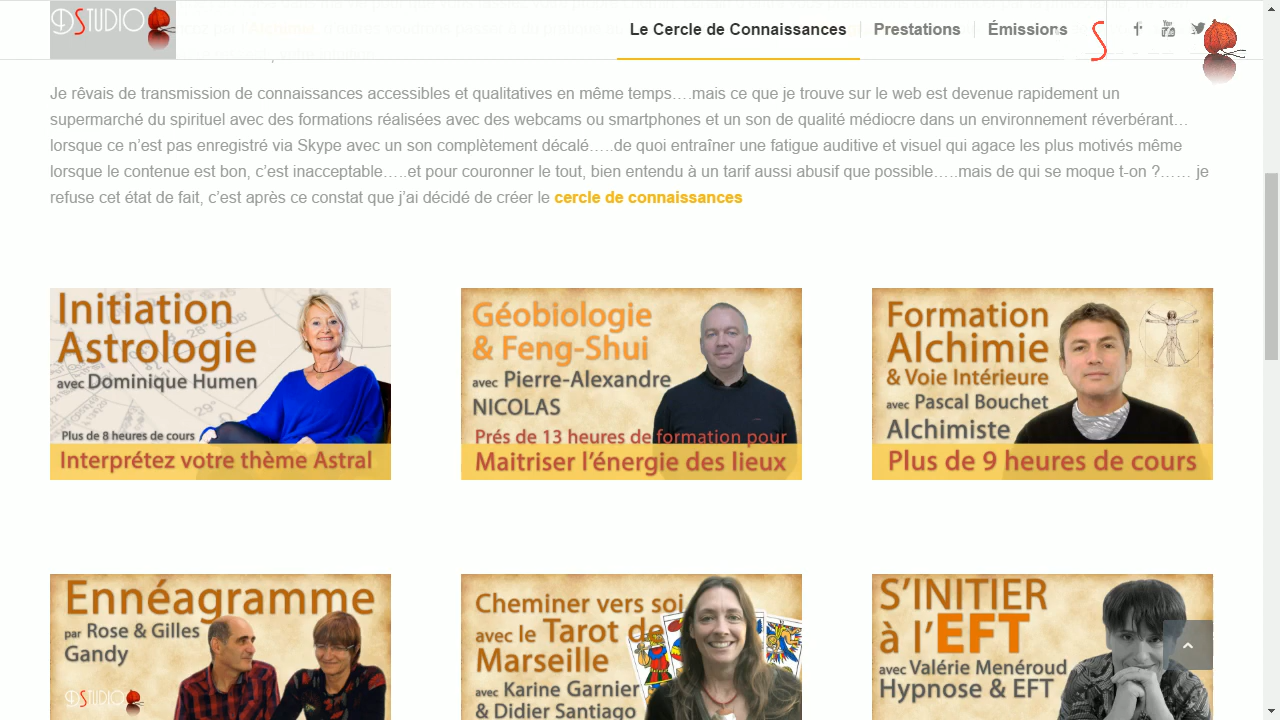 DSTUDIO
Le Cercle de Connaissances
Prestations
Émissions
S
Je rêvais de transmission de connaissances accessibles et qualitatives en même temps….mais ce que je trouve sur le web est devenue rapidement un
supermarché du spirituel avec des formations réalisées avec des webcams ou smartphones et un son de qualité médiocre dans un environnement réverbérant…
lorsque ce n’est pas enregistré via Skype avec un son complètement décalé…..de quoi entraîner une fatigue auditive et visuel qui agace les plus motivés même
lorsque le contenue est bon, c’est inacceptable…..et pour couronner le tout, bien entendu à un tarif aussi abusif que possible…..mais de qui se moque t-on ?…… je
refuse cet état de fait, c’est après ce constat que j’ai décidé de créer le cercle de connaissances
Initiation
Astrologie
avec Dominique Humen
Plus de 8 heures de cours
Interprétez votre thème Astral
Géobiologie
& Feng-Shui
avec Pierre-Alexandre
NICOLAS
Prés de 13 heures de formation pour
Maitriser l’énergie des lieux
Formation
Alchimie
& Voie Intérieure
avec Pascal Bouchet
Alchimiste
Plus de 9 heures de cours
Ennéagramme
par Rose & Gilles
Gandy
DSTUDIO
Cheminer vers soi
avec le Tarot de
Marseille
avec Karine Garnier
& Didier Santiago
S’INITIER
à l’EFT
avec Valérie Menéroud
Hypnose & EFT